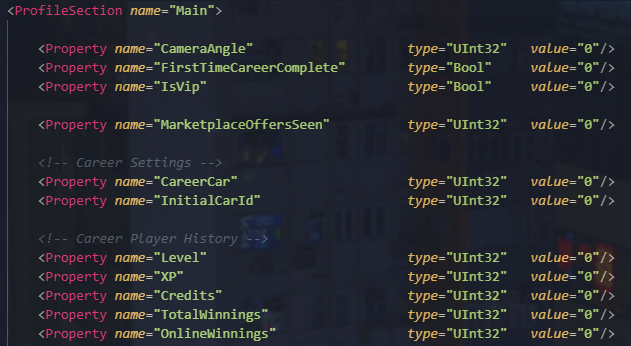 <ProfileSection name="Main">
<Property name="CameraAngle" type="UInt32" value="0"/>
<Property name="FirstTimeCareerComplete" type="Bool" value="0"/>
<Property name="IsVip" type="Bool" value="0"/>
<Property name="MarketplaceOffersSeen" type="UInt32" value="0"/>
<!-- Career Settings -->
<Property name="CareerCar" type="UInt32" value="0"/>
<Property name="InitialCarId" type="UInt32" value="0"/>
<!-- Career Player History -->
<Property name="Level" type="UInt32" value="0"/>
<Property name="XP" type="UInt32" value="0"/>
<Property name="Credits" type="UInt32" value="0"/>
<Property name="TotalWinnings" type="UInt32" value="0"/>
<Property name="OnlineWinnings" type="UInt32" value="0"/>